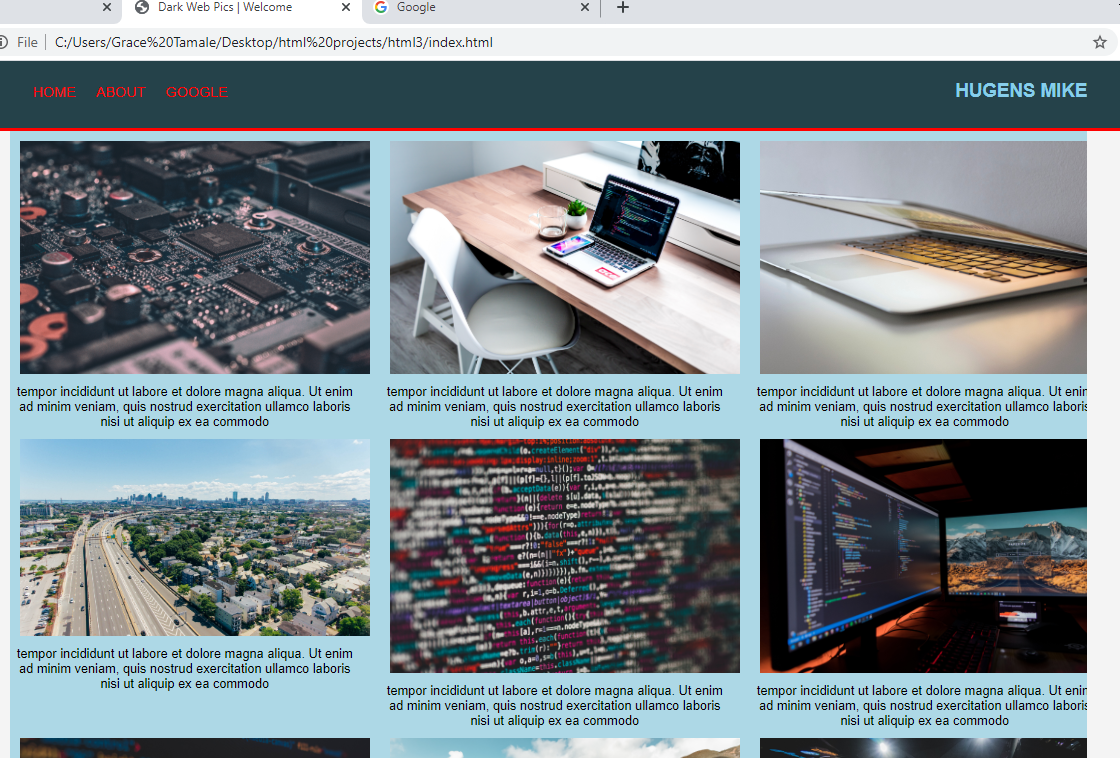 Dark Web Pics | Welcome
Google
File
C:/Users/Grace%20Tamale/Desktop/html%20projects/html3/index.html
HOME ABOUT GOOGLE
HUGENS MIKE
tempor incididunt ut labore et dolore magna aliqua. Ut enim
ad minim veniam, quis nostrud exercitation ullamco laboris
nisi ut aliquip ex ea commodo
tempor incididunt ut labore et dolore magna aliqua. Ut enim
ad minim veniam, quis nostrud exercitation ullamco laboris
nisi ut aliquip ex ea commodo
tempor incididunt ut labore et dolore magna aliqua. Ut enim
ad minim veniam, quis nostrud exercitation ullamco laboris
nisi ut aliquip ex ea commodo
tempor incididunt ut labore et dolore magna aliqua. Ut enim
ad minim veniam, quis nostrud exercitation ullamco laboris
nisi ut aliquip ex ea commodo
tempor incididunt ut labore et dolore magna aliqua. Ut enim
ad minim veniam, quis nostrud exercitation ullamco laboris
nisi ut aliquip ex ea commodo
tempor incididunt ut labore et dolore magna aliqua. Ut enim
ad minim veniam, quis nostrud exercitation ullamco laboris
nisi ut aliquip ex ea commodo